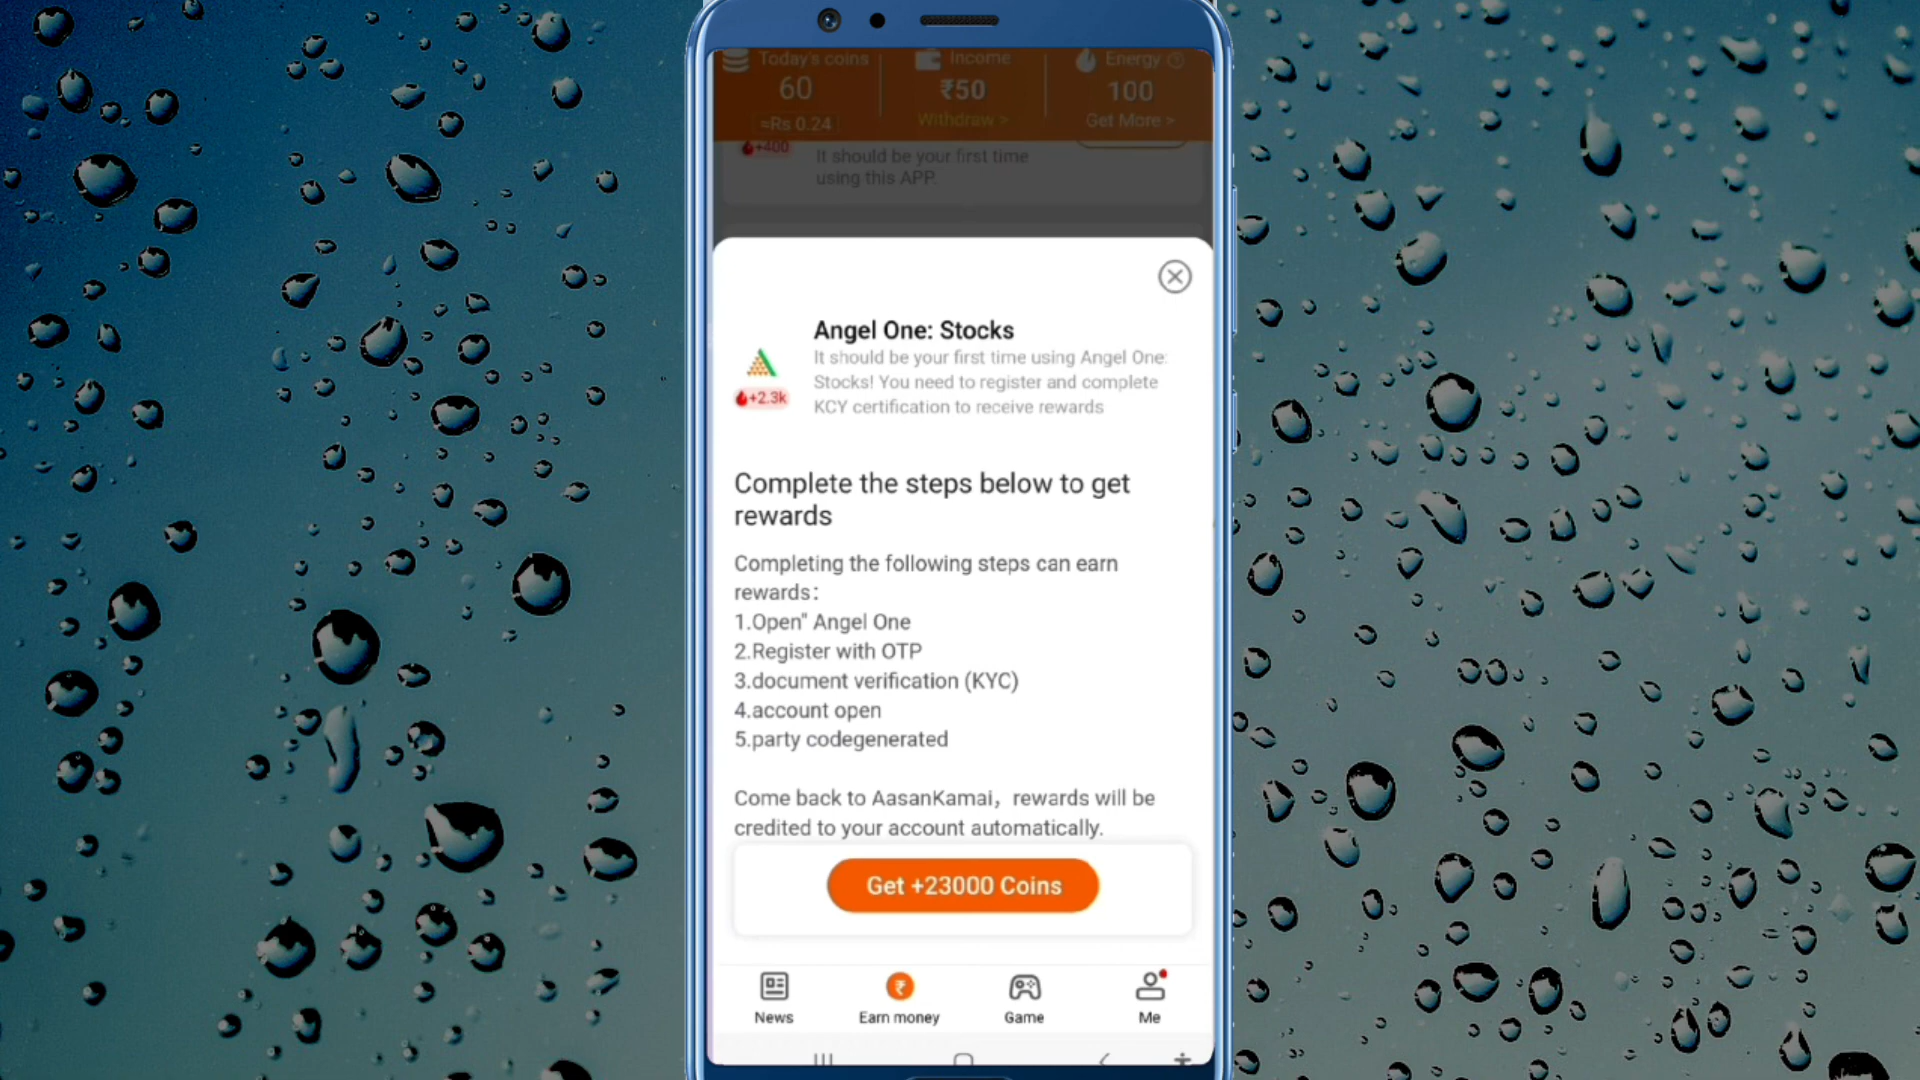 Today's coins
Income
Energy
60
₹50
100
≈Rs 0.24
Withdraw >
Get More >
+400
It should be your first time
using this APP.
Angel One: Stocks
It should be your first time using Angel One:
Stocks! You need to register and complete
KCY certification to receive rewards
+2.3k
Complete the steps below to get
rewards
Completing the following steps can earn
rewards：
1.Open" Angel One
2.Register with OTP
3.document verification (KYC)
4.account open
5.party codegenerated
Come back to AasanKamai，rewards will be
credited to your account automatically.
Get +23000 Coins
News
Earn money
Game
Me